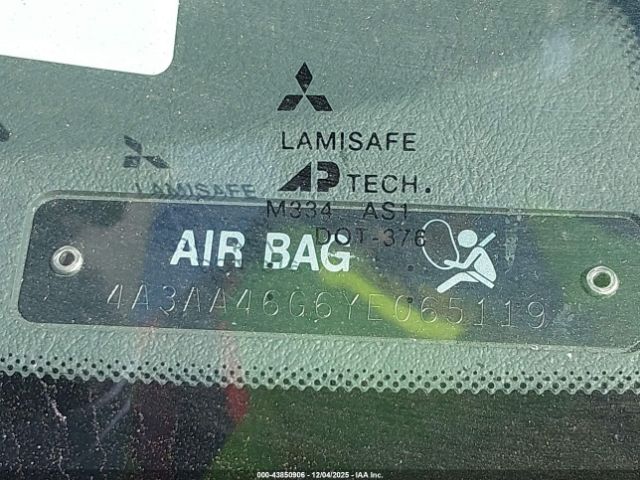 LAMISAFE
AP TECH.
LAMISAFE
M334 AS1
DOT-376
AIR BAG
4A3AA46G6YE065119
000-43850906 - 12/04/2025 - IAA Inc.